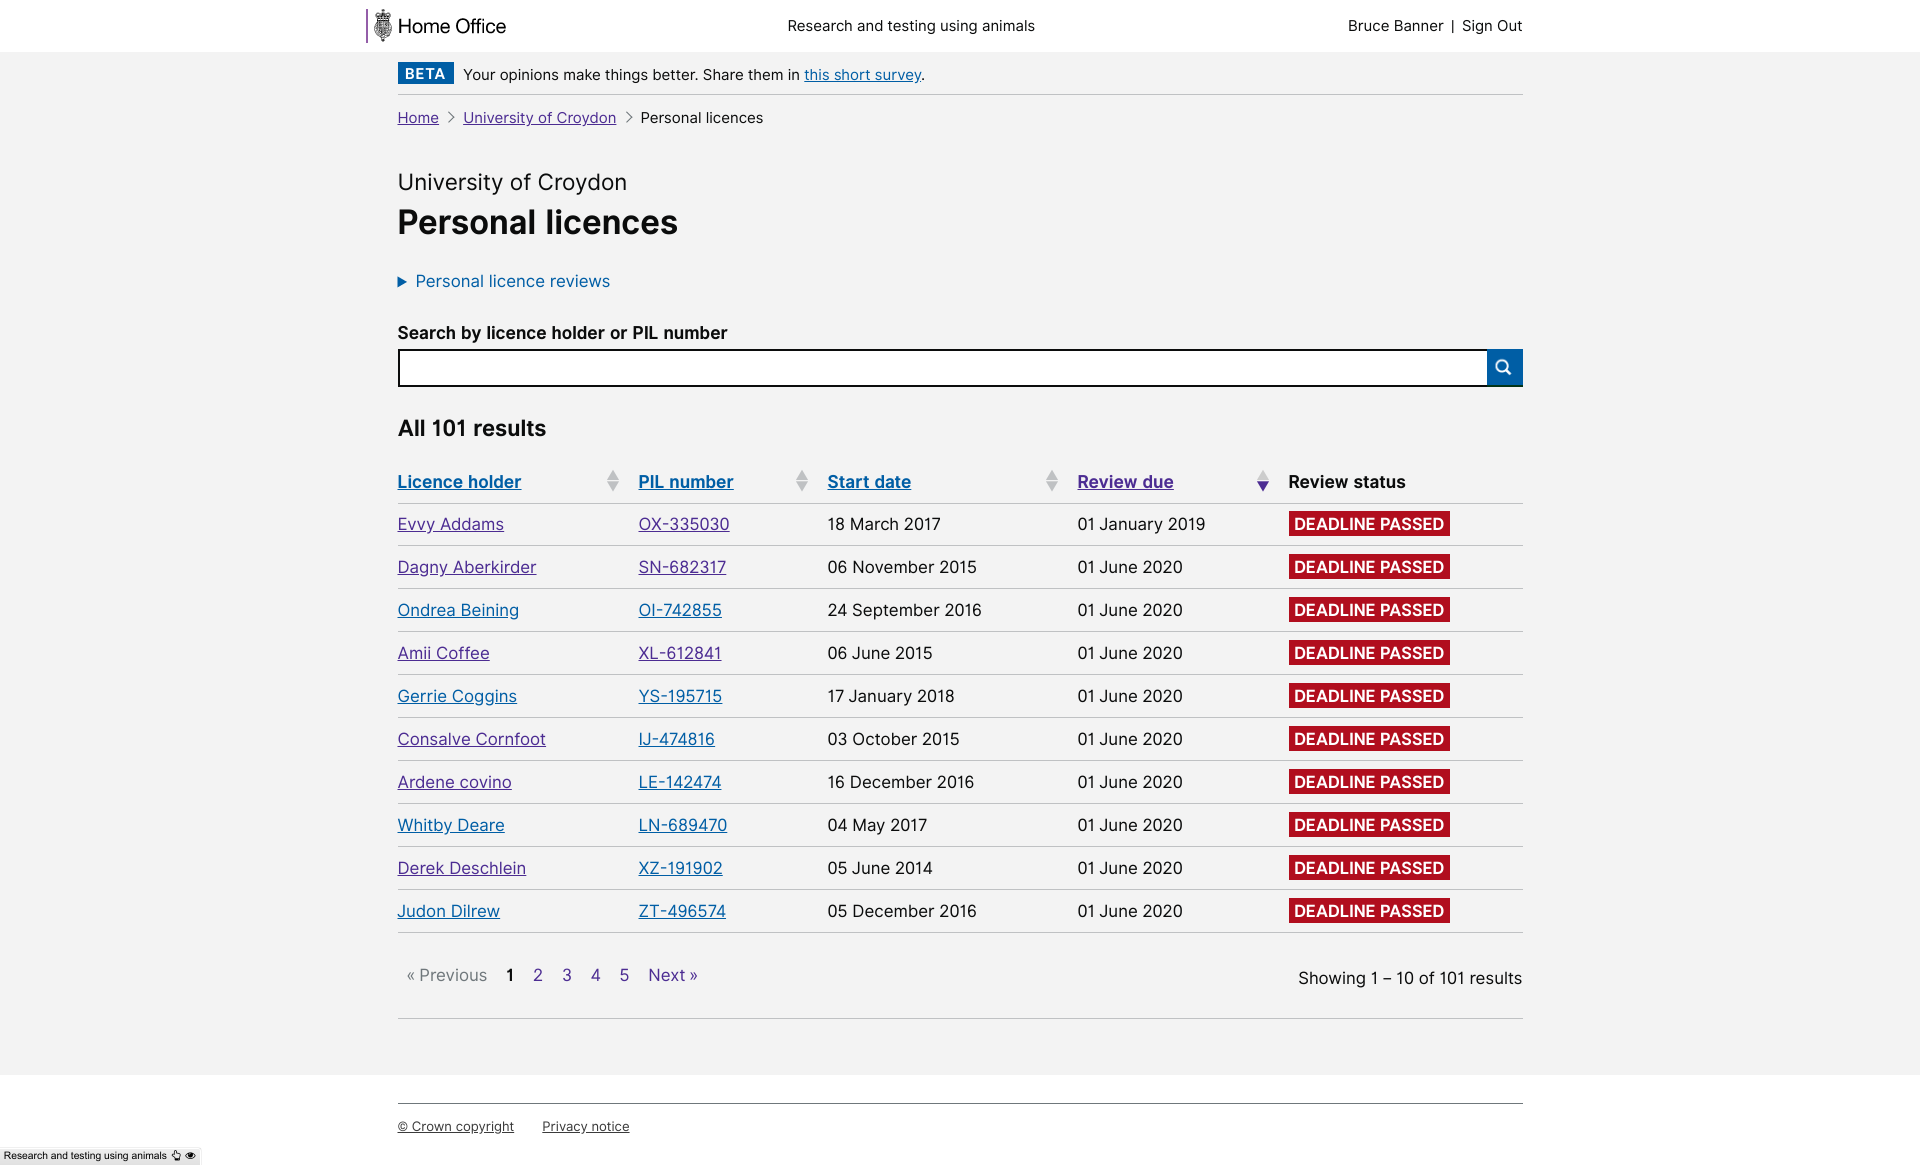 Home Office Research and testing using animals Bruce Banner | Sign Out
BETA Your opinions make things better. Share them in this short survey.
Home > University of Croydon > Personal licences
University of Croydon
Personal licences
Personal licence reviews
Search by licence holder or PIL number
All 101 results
Licence holder PIL number Start date Review due Review status
Evvy Addams OX-335030 18 March 2017 01 January 2019 DEADLINE PASSED
Dagny Aberkirder SN-682317 06 November 2015 01 June 2020 DEADLINE PASSED
Ondrea Beining OI-742855 24 September 2016 01 June 2020 DEADLINE PASSED
Amii Coffee XL-612841 06 June 2015 01 June 2020 DEADLINE PASSED
Gerrie Coggins YS-195715 17 January 2018 01 June 2020 DEADLINE PASSED
Consalve Cornfoot IJ-474816 03 October 2015 01 June 2020 DEADLINE PASSED
Ardene covino LE-142474 16 December 2016 01 June 2020 DEADLINE PASSED
Whitby Deare LN-689470 04 May 2017 01 June 2020 DEADLINE PASSED
Derek Deschlein XZ-191902 05 June 2014 01 June 2020 DEADLINE PASSED
Judon Dilrew ZT-496574 05 December 2016 01 June 2020 DEADLINE PASSED
« Previous 1 2 3 4 5 Next » Showing 1 – 10 of 101 results
© Crown copyright Privacy notice
Research and testing using animals